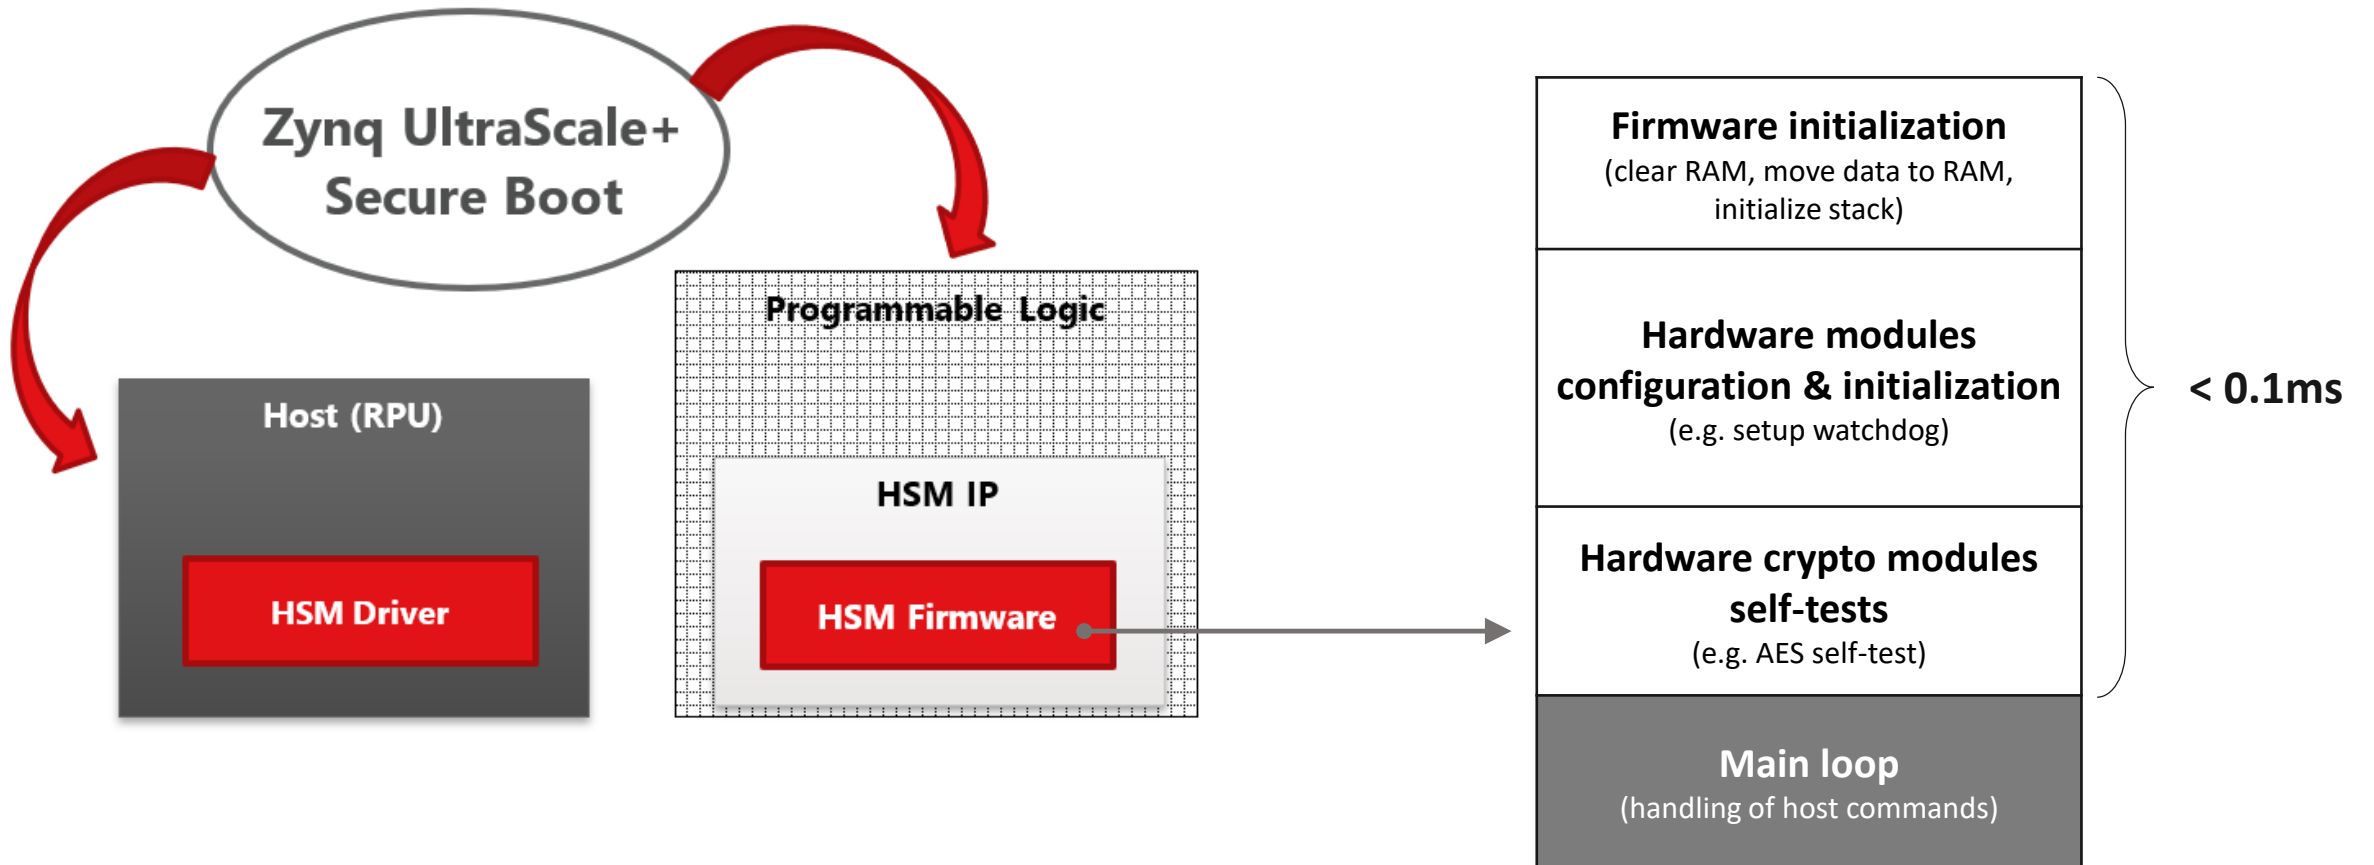 Zynq UltraScale+
Secure Boot
Host (RPU)
HSM Driver
Programmable Logic
HSM IP
HSM Firmware
Firmware initialization
(clear RAM, move data to RAM,
initialize stack)
Hardware modules
configuration & initialization
(e.g. setup watchdog)
Hardware crypto modules
self-tests
(e.g. AES self-test)
Main loop
(handling of host commands)
< 0.1ms